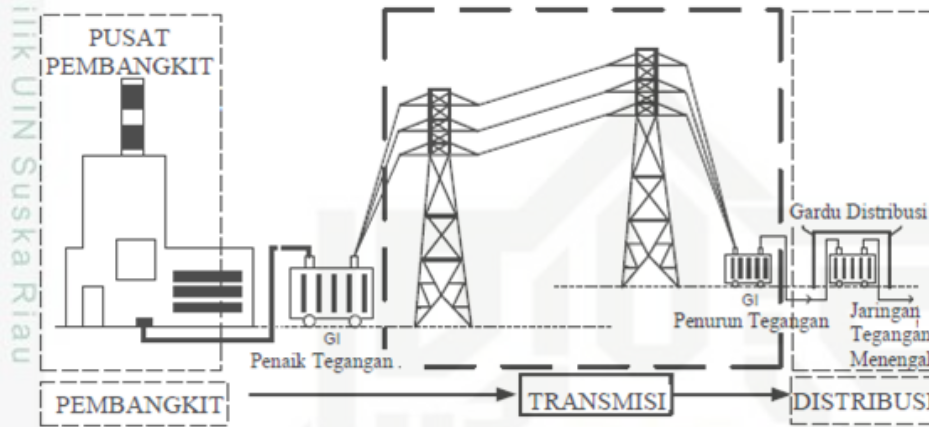 PUSAT
PEMBANGKIT
ilik UIN Suska Riau
Gardu Distribusi
GI
Penaik Tegangan .
GI
Penurun Tegangan
Jaringan
Tegangan
Menengah
PEMBANGKIT
TRANSMISI
DISTRIBUSI